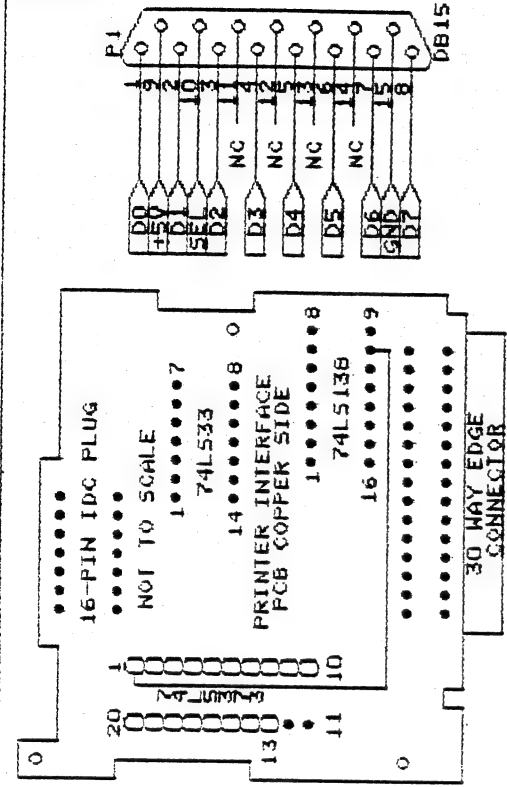 16-PIN IDC PLUG
NOT TO SCALE
1 7
74LS33
14 8
PRINTER INTERFACE
PCB COPPER SIDE
1 8
74LS138
16 9
30 WAY EDGE
CONNECTOR
20 1
74LS373
13 11 10
P1
D0 1
+5V 9
D1 2
SEL 10
D2 3
NC 11
D3 4
NC 12
D4 5
NC 13
D5 6
NC 14
D6 7
GND 15
D7 8
DB15